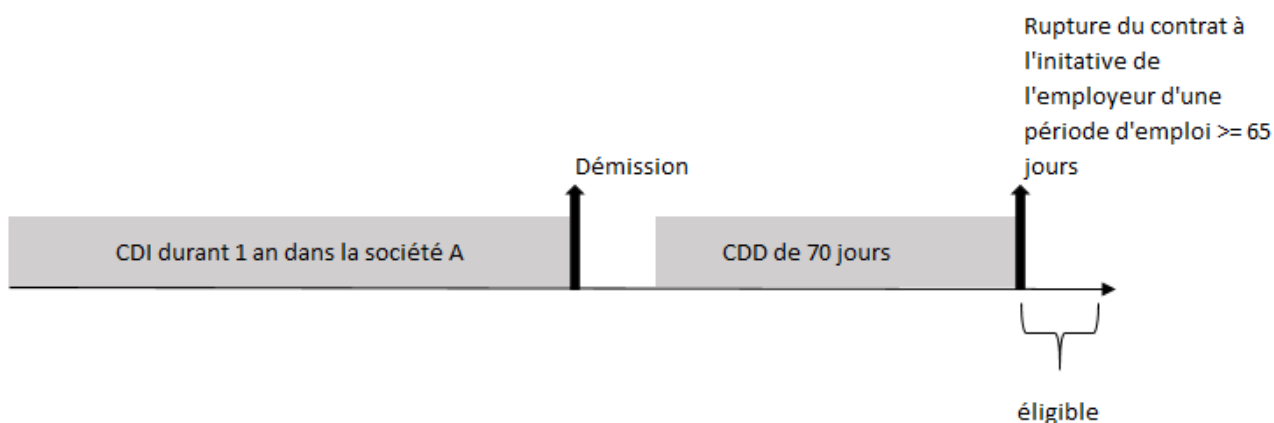 Rupture du contrat à
l'initative de
l'employeur d'une
période d'emploi >= 65
jours
Démission
CDI durant 1 an dans la société A
CDD de 70 jours
éligible